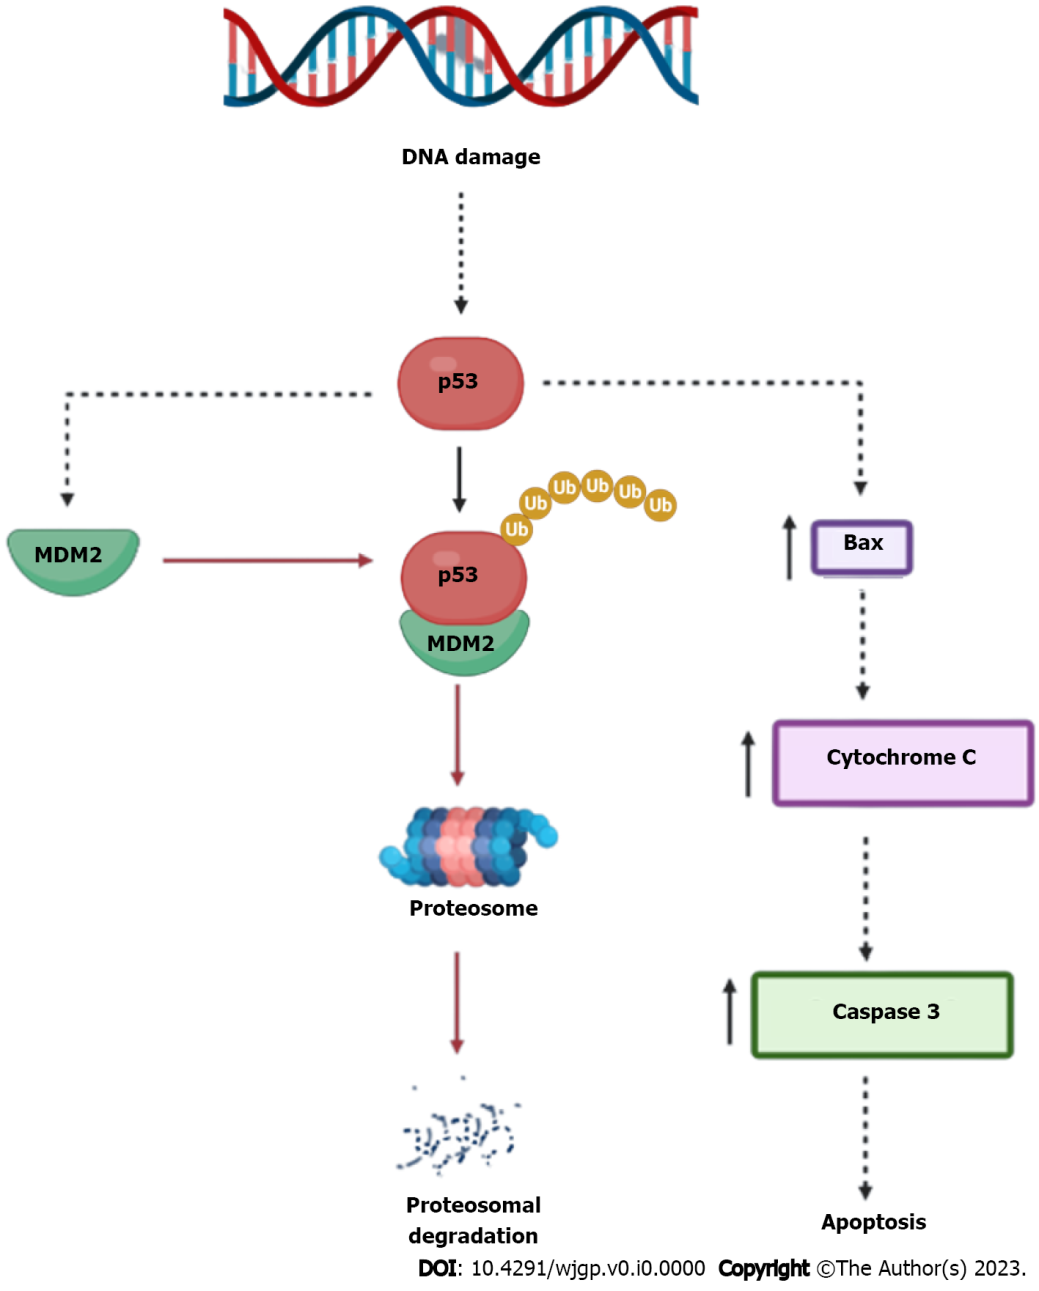 DNA damage
p53
Ub Ub Ub Ub Ub Ub
MDM2
p53
MDM2
Bax
Cytochrome C
Proteosome
Caspase 3
Proteosomal
degradation
Apoptosis
DOI: 10.4291/wjgp.v0.i0.0000 Copyright ©The Author(s) 2023.